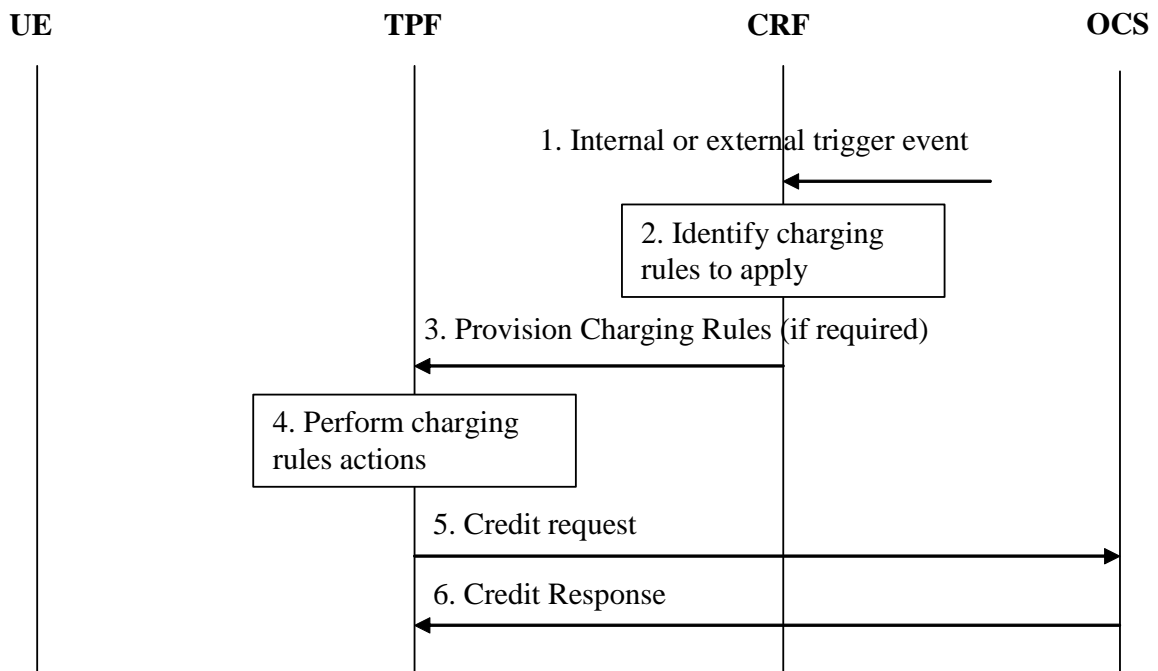 UE TPF CRF OCS
1. Internal or external trigger event
2. Identify charging
rules to apply
3. Provision Charging Rules (if required)
4. Perform charging
rules actions
5. Credit request
6. Credit Response